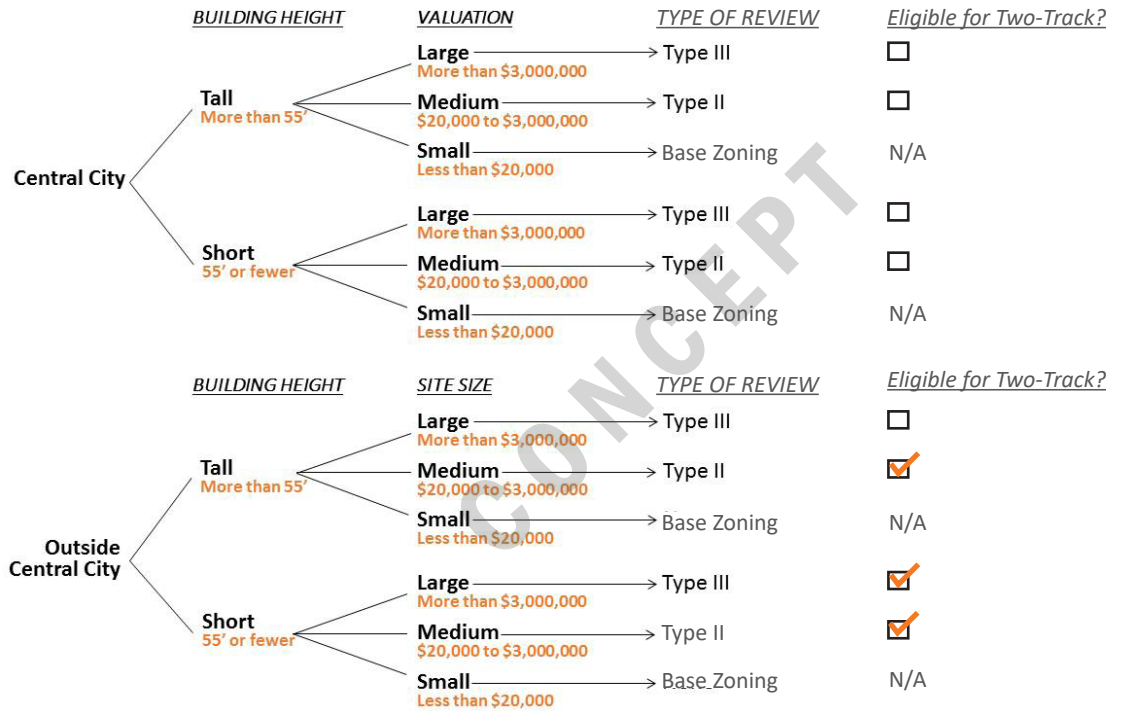 BUILDING HEIGHT VALUATION TYPE OF REVIEW Eligible for Two-Track?
Large Type III
More than $3,000,000
Tall
More than 55'
Medium Type II
$20,000 to $3,000,000
Small Base Zoning N/A
Less than $20,000
Central City
Large Type III
More than $3,000,000
Short
55' or fewer
Medium Type II
$20,000 to $3,000,000
Small Base Zoning N/A
Less than $20,000
CONCEPT
BUILDING HEIGHT SITE SIZE TYPE OF REVIEW Eligible for Two-Track?
Large Type III
More than $3,000,000
Tall
More than 55'
Medium Type II
$20,000 to $3,000,000
Small Base Zoning N/A
Less than $20,000
Outside
Central City
Large Type III
More than $3,000,000
Short
55' or fewer
Medium Type II
$20,000 to $3,000,000
Small Base Zoning N/A
Less than $20,000